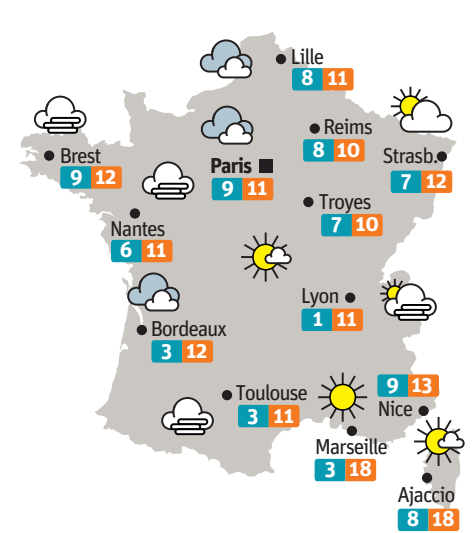 Lille
8 11
Reims
8 10
Brest
9 12
Paris
9 11
Strasb.
7 12
Troyes
7 10
Nantes
6 11
Lyon
1 11
Bordeaux
3 12
Toulouse
3 11
9 13
Nice
Marseille
3 18
Ajaccio
8 18